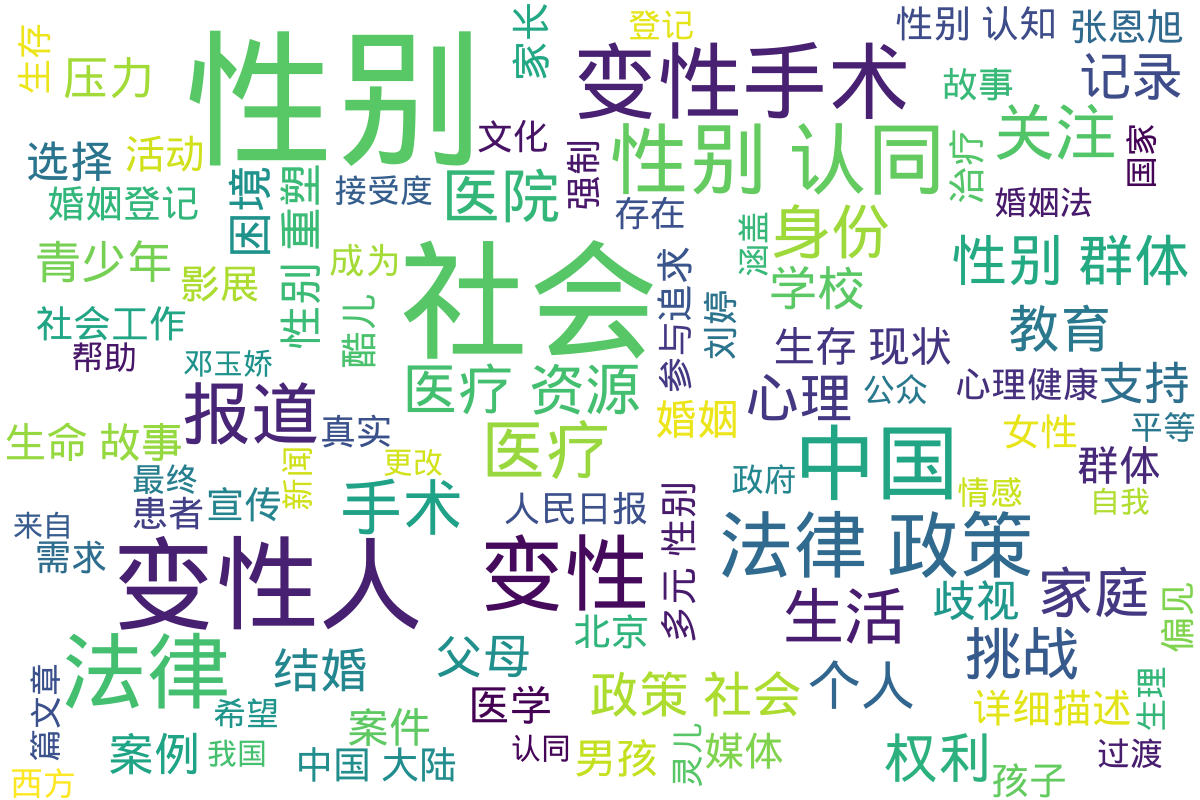 性别
变性手术
家长
登记
性别 认知
张恩旭
生存
压力
记录
故事
文化
性别 认同
关注
国家
选择
活动
强制
治疗
婚姻登记
困境
重塑
接受度
医院
存在
涵盖
身份
婚姻法
青少年
影展
性别
成为
社会
参与追求
学校
性别 群体
社会工作
酷儿
刘婷
生存 现状
教育
帮助
邓玉娇
医疗 资源
心理
公众
心理健康
支持
报道
真实
婚姻
女性
平等
生命 故事
医疗
中国
群体
新闻
更改
最终
政府
情感
自我
患者
宣传
手术
人民日报
多元 性别
来自
需求
变性人
变性
法律 政策
家庭
歧视
偏见
生活
北京
法律
结婚
父母
挑战
个人
篇文章
希望
医学
政策 社会
详细描述
生理
案件
案例
我国
中国 大陆
认同
男孩
灵儿
媒体
权利
过渡
孩子
西方